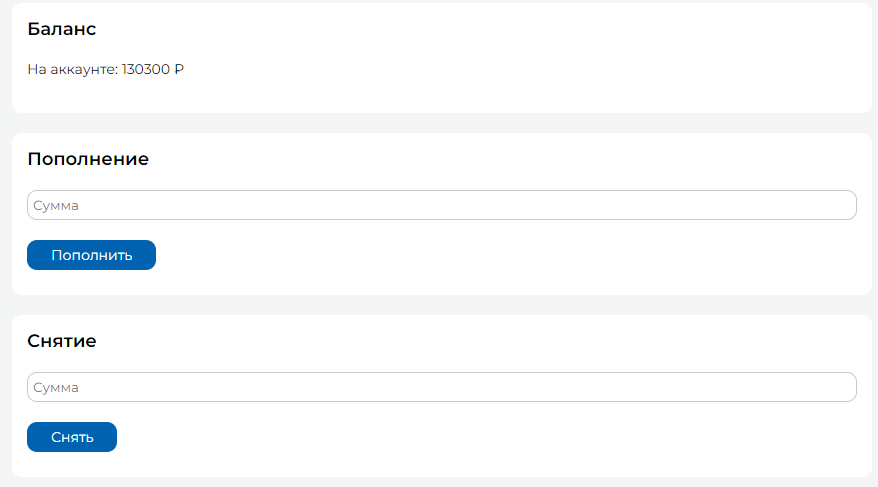 Баланс
На аккаунте: 130300 ₽
Пополнение
Сумма
Пополнить
Снятие
Сумма
Снять